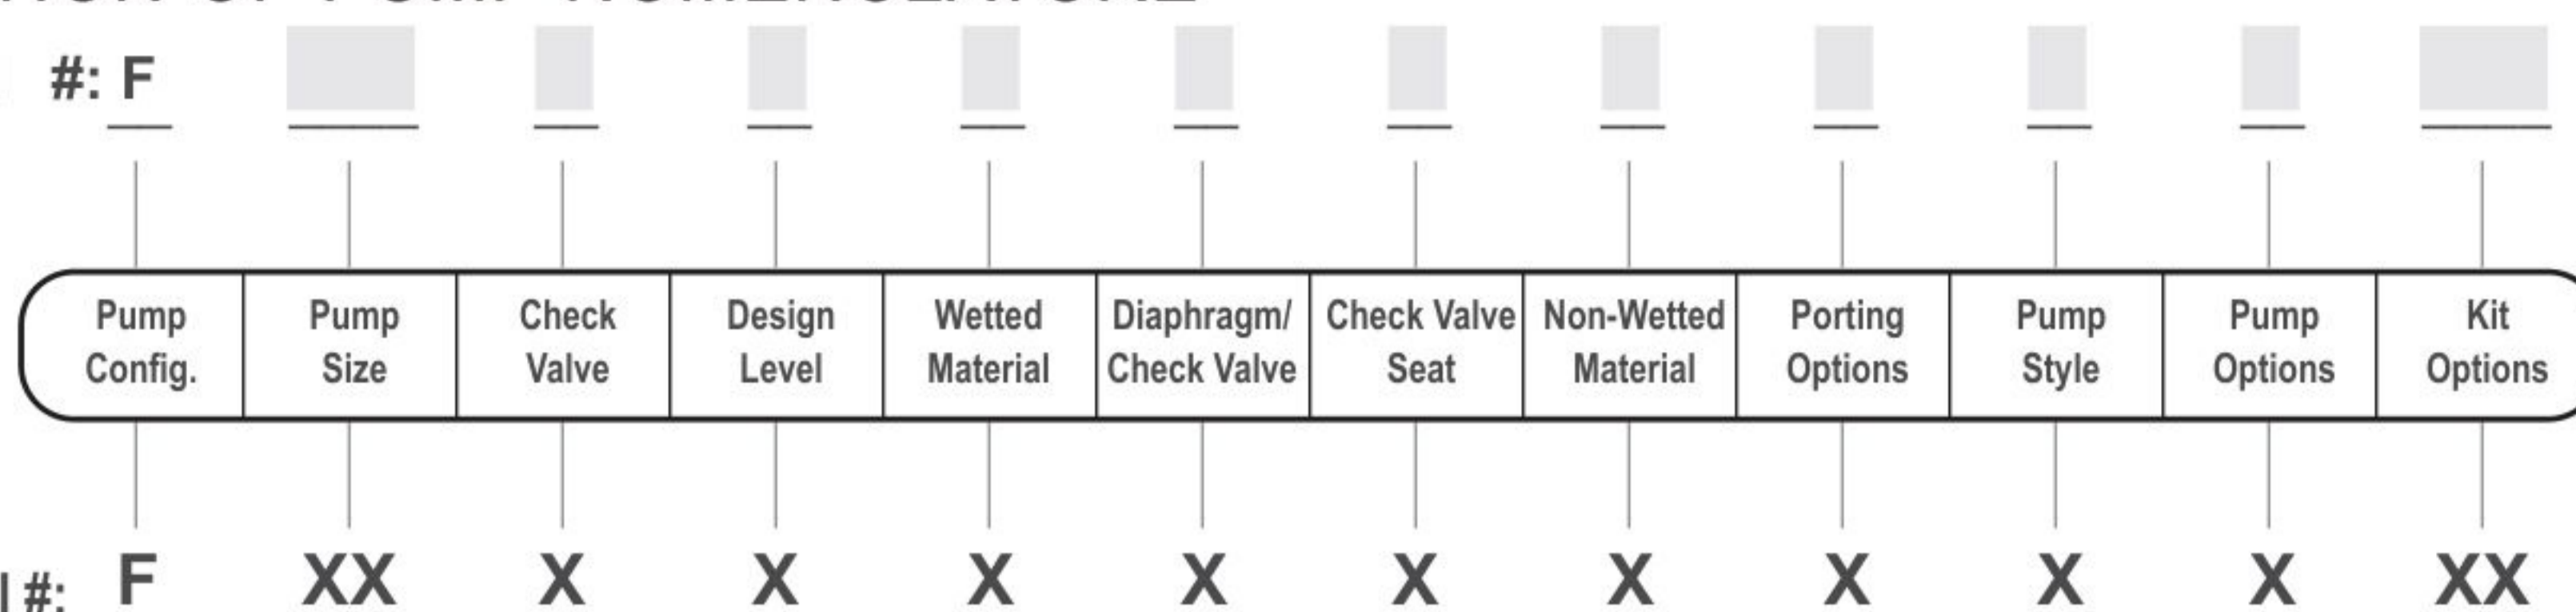 #: F
Pump Config. Pump Size Check Valve Design Level Wetted Material Diaphragm/ Check Valve Check Valve Seat Non-Wetted Material Porting Options Pump Style Pump Options Kit Options
#: F XX X X X X X X X X X XX